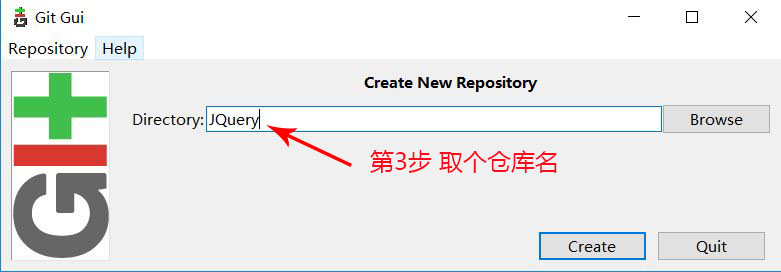 Git Gui
Repository Help
Create New Repository
Directory: JQuery Browse
第3步 取个仓库名
Create Quit
GIt